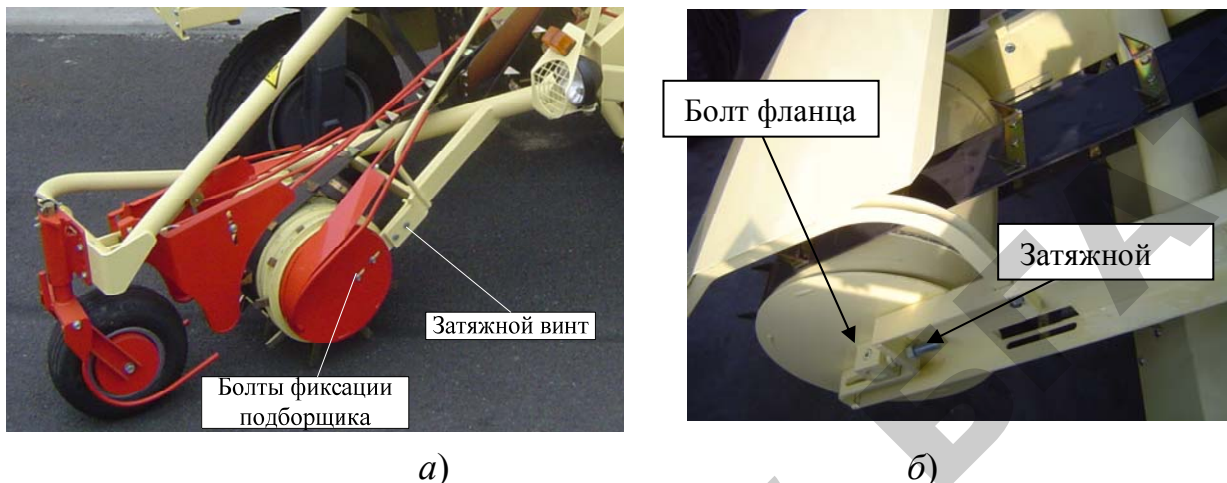 Болт фланца
Затяжной
Затяжной винт
Болты фиксации
подборщика
а)
б)